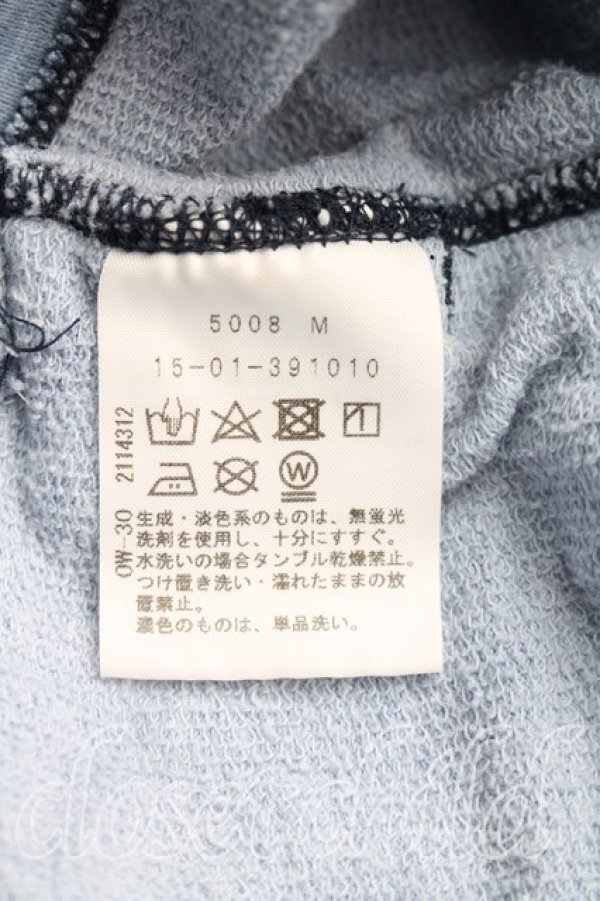 5008 M
15-01-391010
OW-30 2114312
W
生成・淡色系のものは、無蛍光
洗剤を使用し、十分にすすぐ。
水洗いの場合タンブル乾燥禁止。
つけ置き洗い・濡れたままの放
置禁止。
濃色のものは、単品洗い。